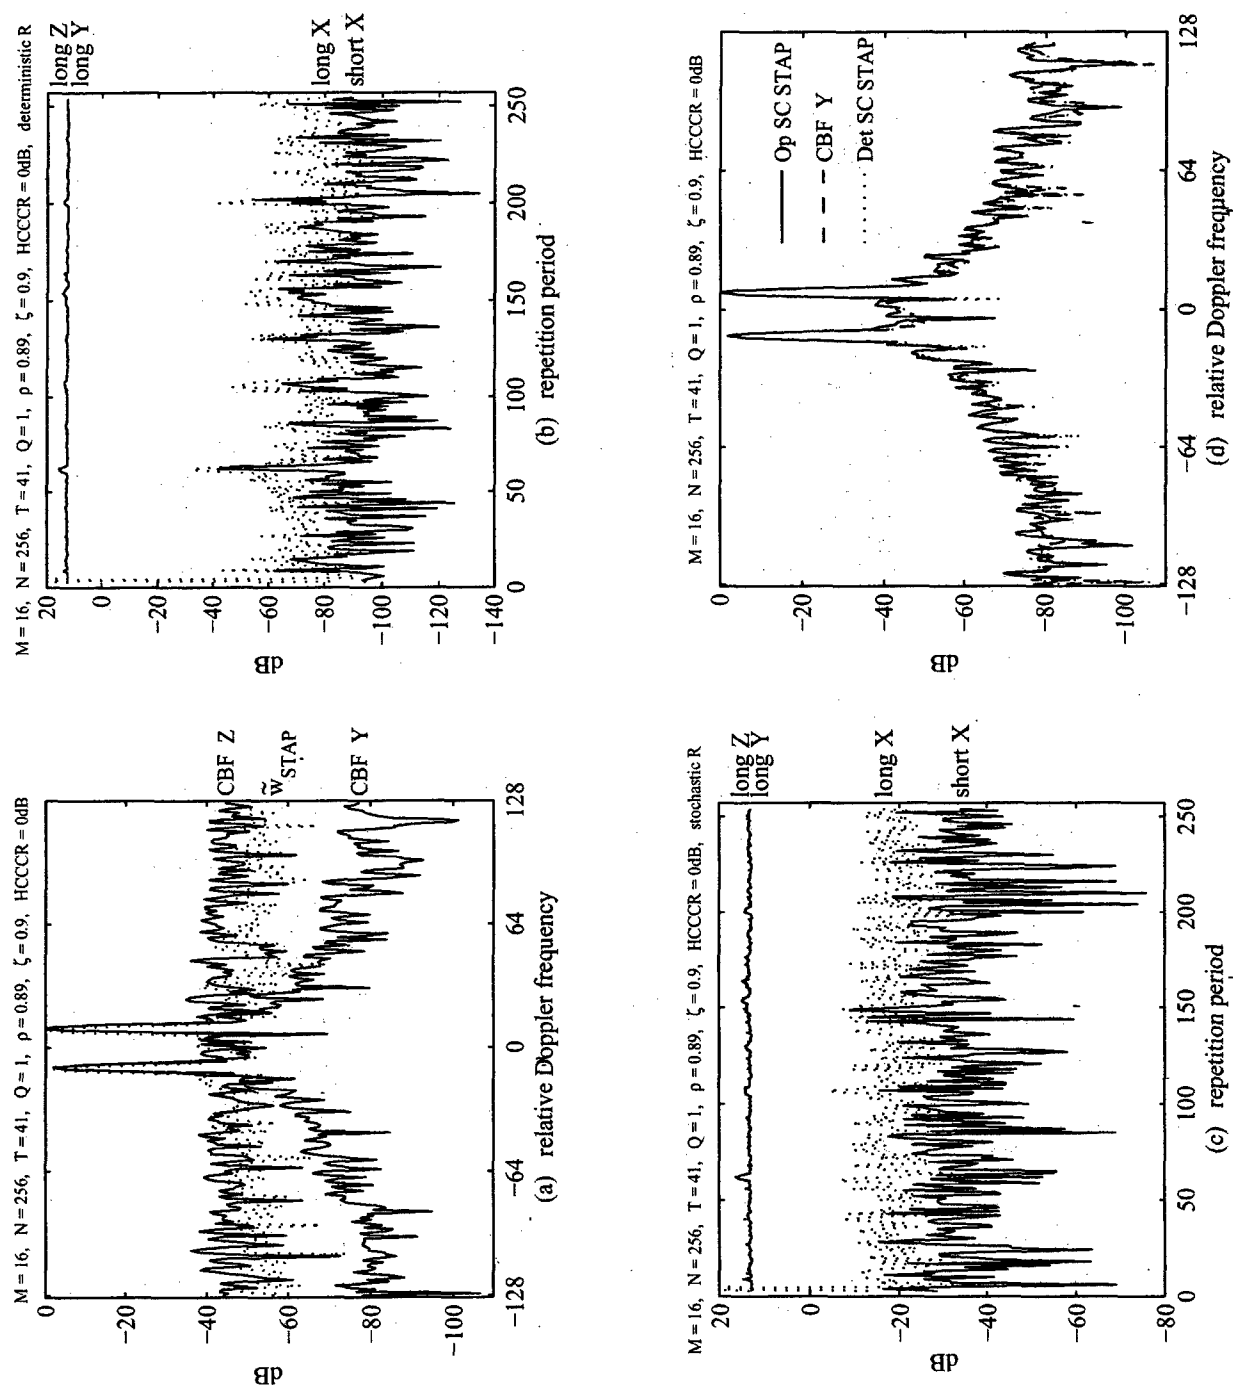 M = 16, N = 256, T = 41, Q = 1, ρ = 0.89, ζ = 0.9, HCCCR = 0dB
0
−20
−40
−60
−80
−100
dB
−128
−64
0
64
128
CBF Z
w̃STAP
CBF Y
(a) relative Doppler frequency
M = 16, N = 256, T = 41, Q = 1, ρ = 0.89, ζ = 0.9, HCCCR = 0dB, deterministic R
20
0
−20
−40
−60
−80
−100
−120
−140
dB
0
50
100
150
200
250
long Z
long Y
long X
short X
(b) repetition period
M = 16, N = 256, T = 41, Q = 1, ρ = 0.89, ζ = 0.9, HCCCR = 0dB, stochastic R
20
0
−20
−40
−60
−80
dB
0
50
100
150
200
250
long Z
long Y
long X
short X
(c) repetition period
M = 16, N = 256, T = 41, Q = 1, ρ = 0.89, ζ = 0.9, HCCCR = 0dB
0
−20
−40
−60
−80
−100
dB
−128
−64
0
64
128
Op SC STAP
CBF Y
Det SC STAP
(d) relative Doppler frequency